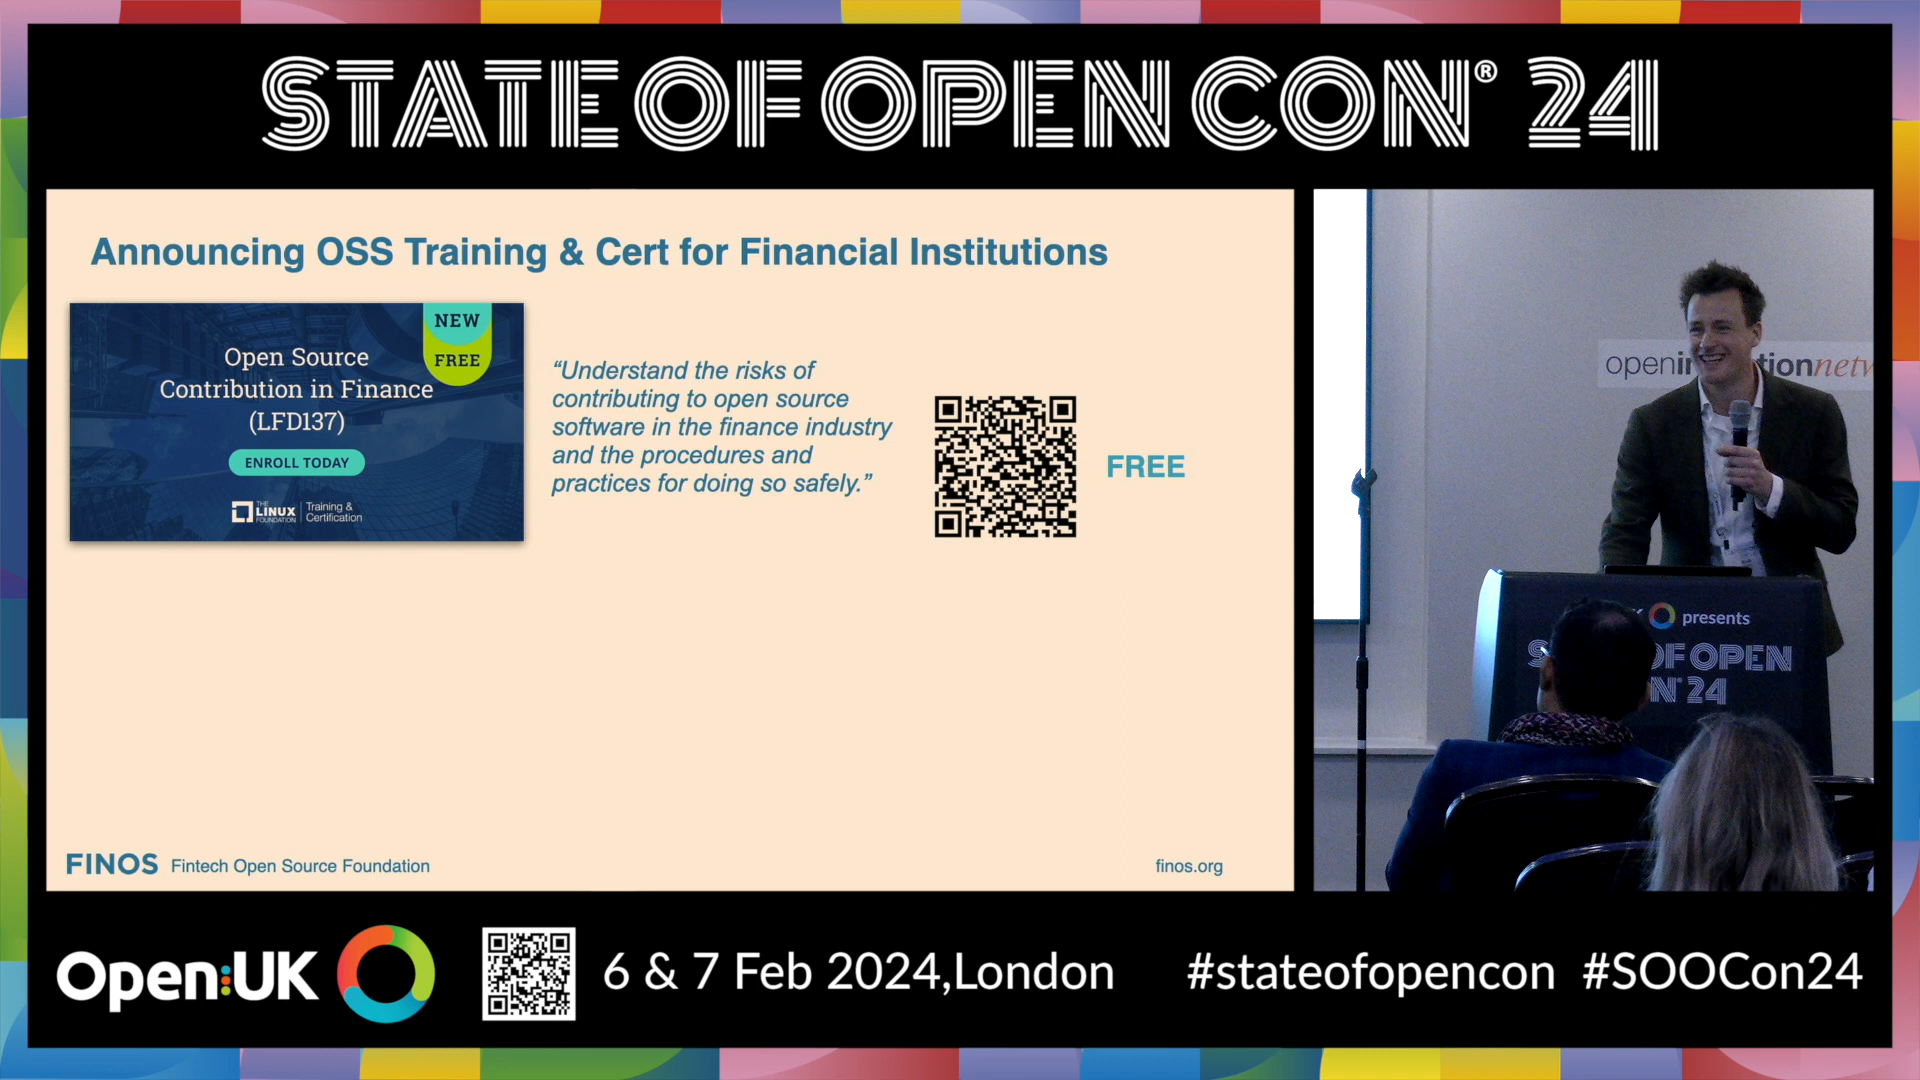 STATE OF OPEN CON® 24
Announcing OSS Training & Cert for Financial Institutions
NEW
FREE
Open Source
Contribution in Finance
(LFD137)
ENROLL TODAY
THE
LINUX
FOUNDATION
Training &
Certification
“Understand the risks of
contributing to open source
software in the finance industry
and the procedures and
practices for doing so safely.”
FREE
FINOS Fintech Open Source Foundation
finos.org
open
presents
OF OPEN
24
Open:UK
6 & 7 Feb 2024,London
#stateofopencon #SOOCon24